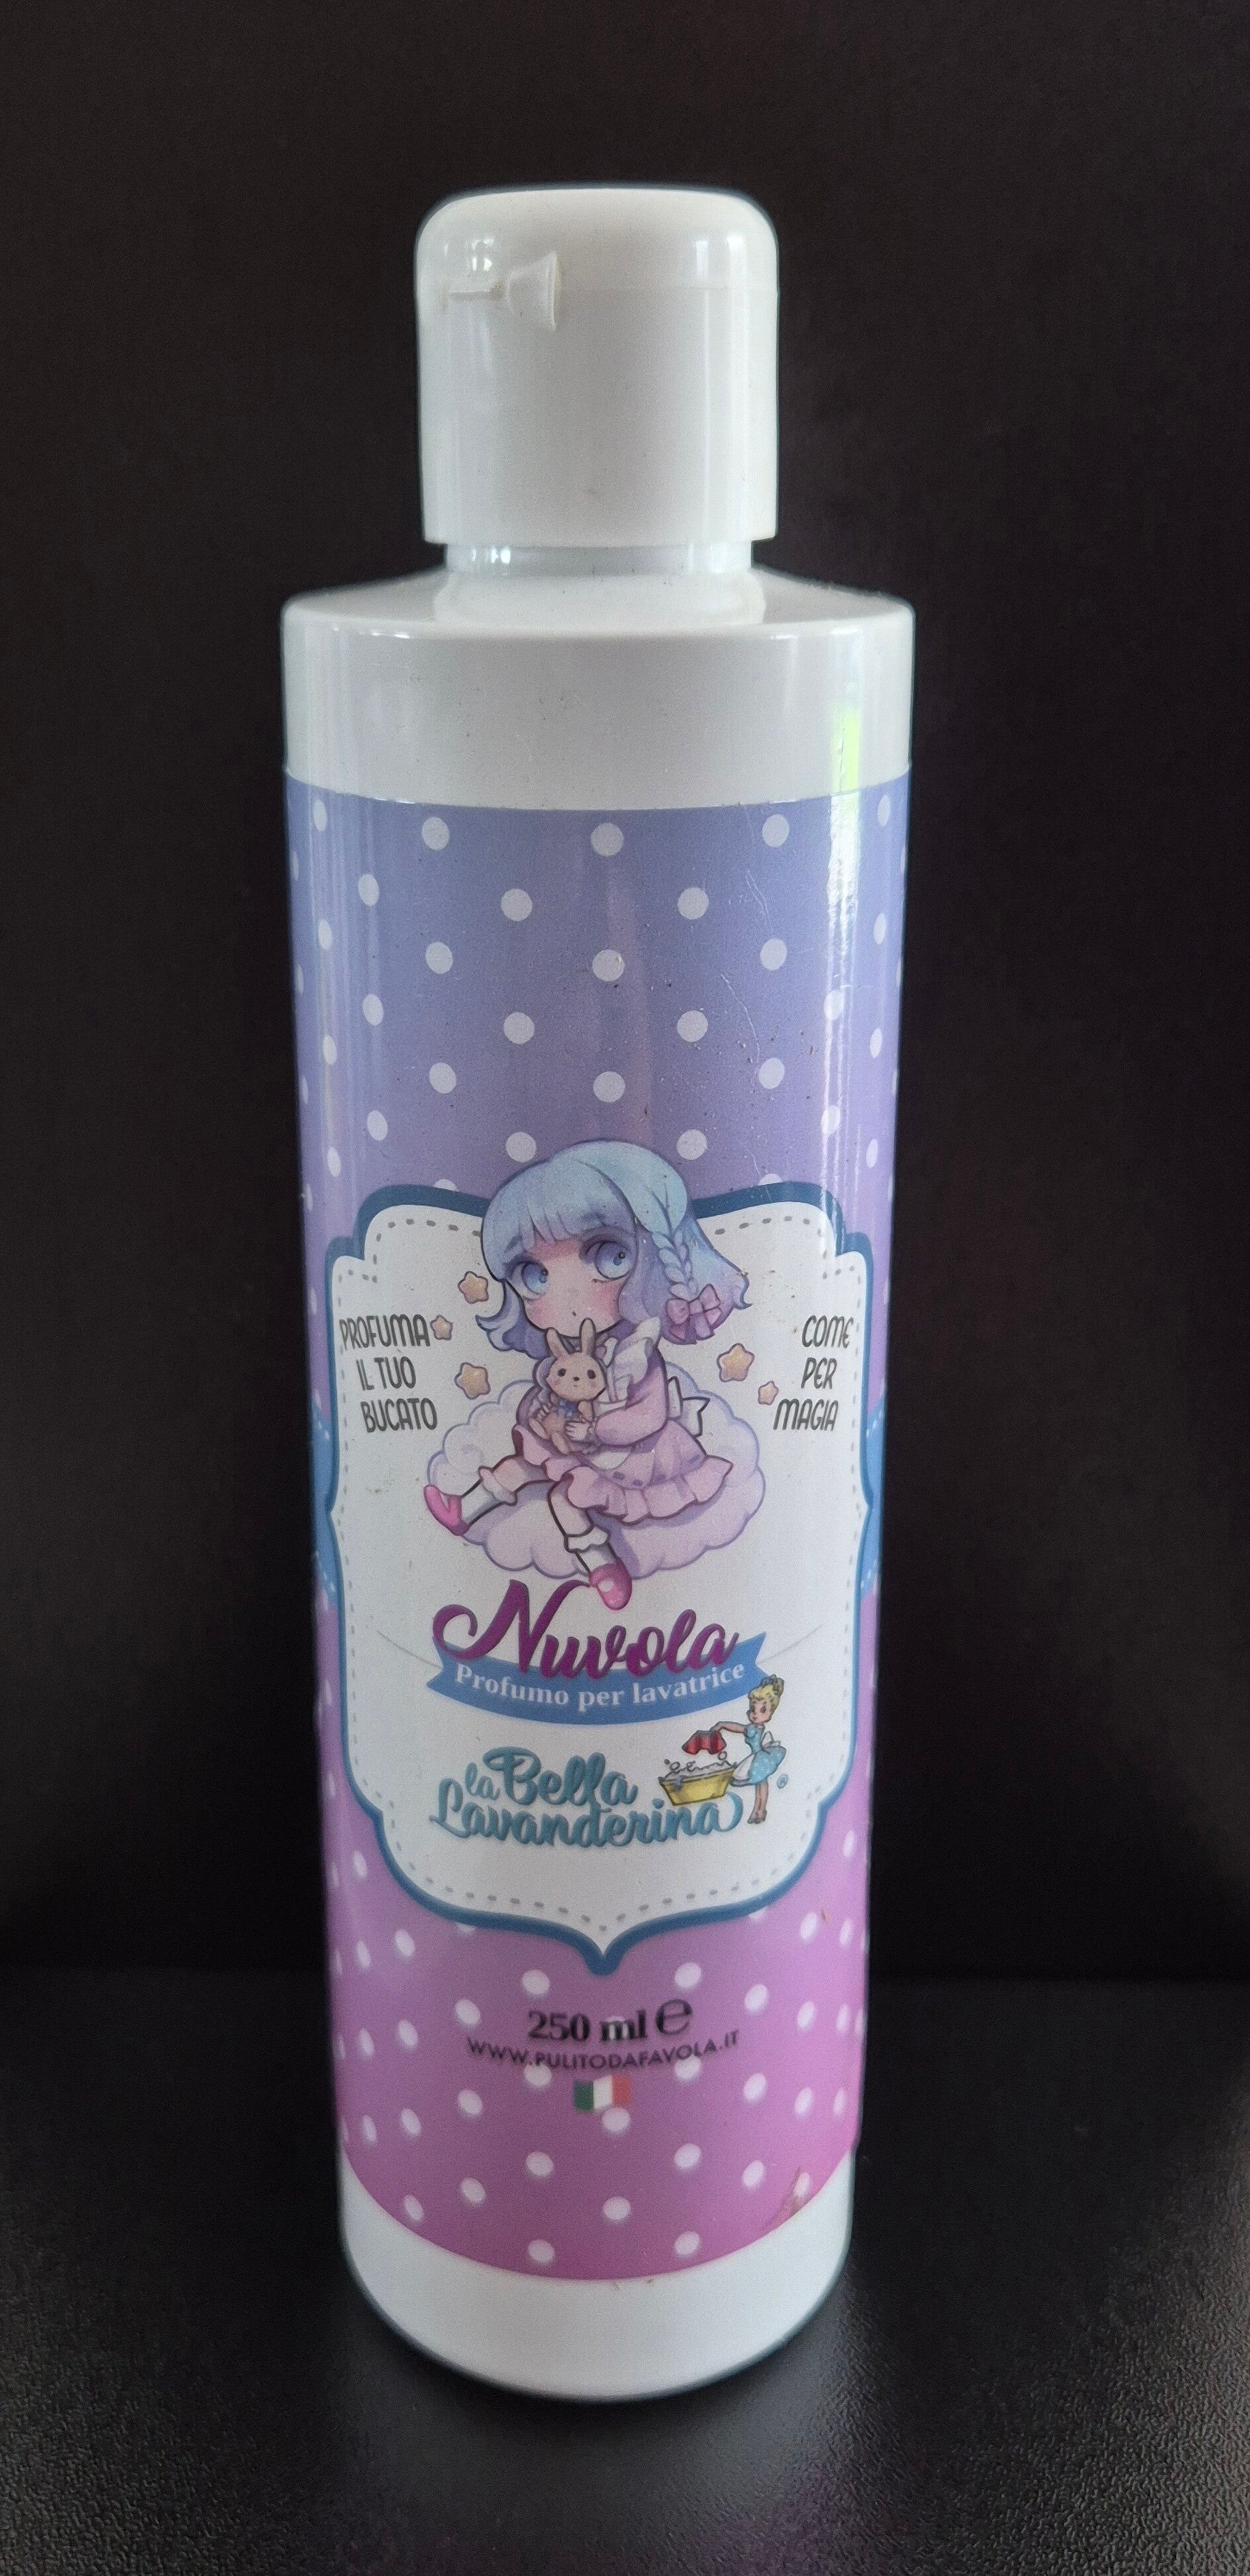 PROFUMA
IL TUO
BUCATO
COME
PER
MAGIA
Nuvola
Profumo per lavatrice
la Bella
Lavanderina
®
250 ml ℮
WWW.PULITODAFAVOLA.IT